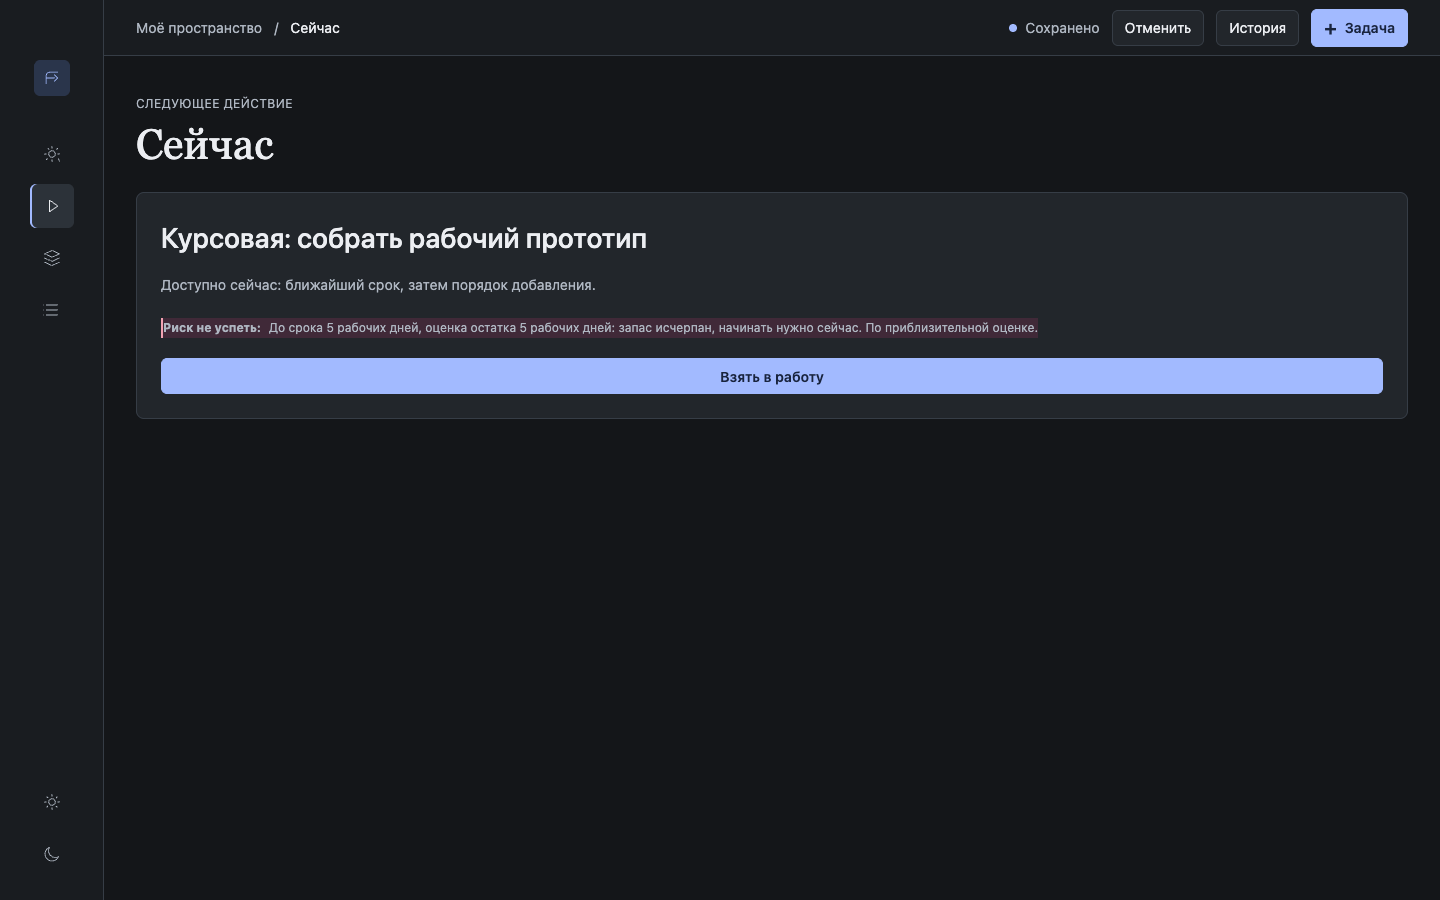 Моё пространство / Сейчас
Сохранено
Отменить
История
+ Задача
СЛЕДУЮЩЕЕ ДЕЙСТВИЕ
Сейчас
Курсовая: собрать рабочий прототип
Доступно сейчас: ближайший срок, затем порядок добавления.
Риск не успеть: До срока 5 рабочих дней, оценка остатка 5 рабочих дней: запас исчерпан, начинать нужно сейчас. По приблизительной оценке.
Взять в работу